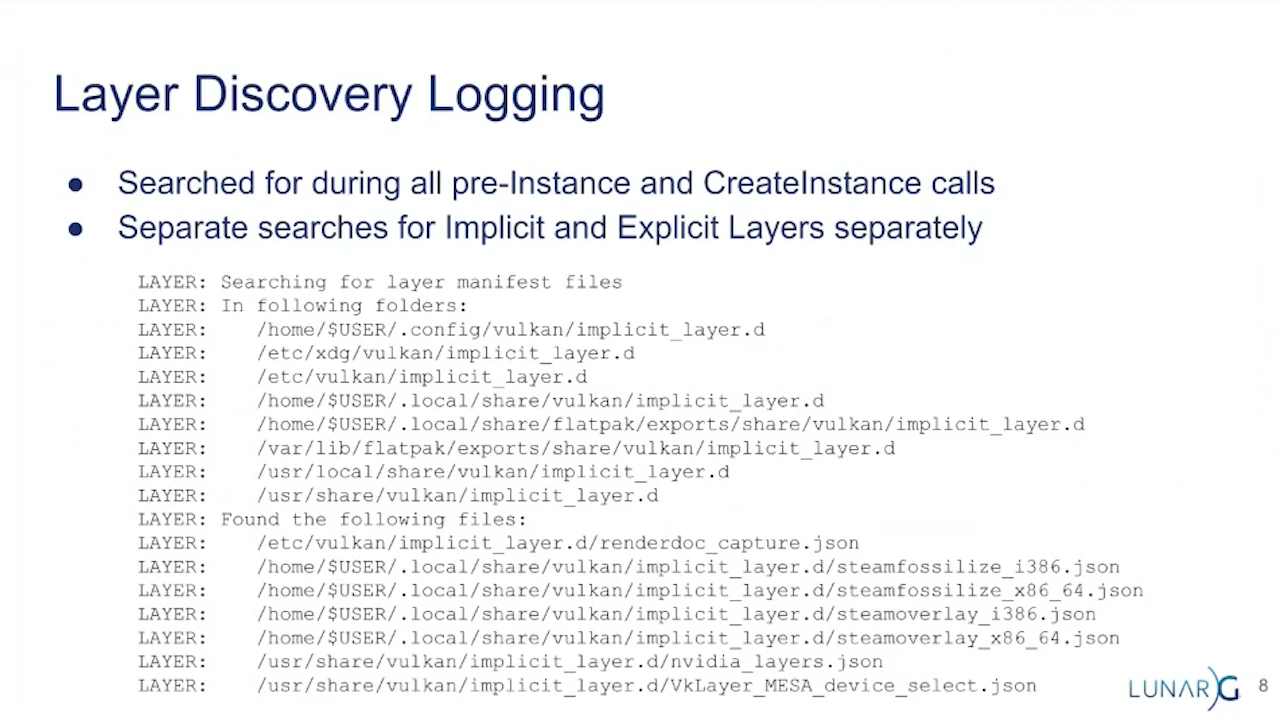 Layer Discovery Logging
● Searched for during all pre-Instance and CreateInstance calls
● Separate searches for Implicit and Explicit Layers separately
LAYER: Searching for layer manifest files
LAYER: In following folders:
LAYER:    /home/$USER/.config/vulkan/implicit_layer.d
LAYER:    /etc/xdg/vulkan/implicit_layer.d
LAYER:    /etc/vulkan/implicit_layer.d
LAYER:    /home/$USER/.local/share/vulkan/implicit_layer.d
LAYER:    /home/$USER/.local/share/flatpak/exports/share/vulkan/implicit_layer.d
LAYER:    /var/lib/flatpak/exports/share/vulkan/implicit_layer.d
LAYER:    /usr/local/share/vulkan/implicit_layer.d
LAYER:    /usr/share/vulkan/implicit_layer.d
LAYER: Found the following files:
LAYER:    /etc/vulkan/implicit_layer.d/renderdoc_capture.json
LAYER:    /home/$USER/.local/share/vulkan/implicit_layer.d/steamfossilize_i386.json
LAYER:    /home/$USER/.local/share/vulkan/implicit_layer.d/steamfossilize_x86_64.json
LAYER:    /home/$USER/.local/share/vulkan/implicit_layer.d/steamoverlay_i386.json
LAYER:    /home/$USER/.local/share/vulkan/implicit_layer.d/steamoverlay_x86_64.json
LAYER:    /usr/share/vulkan/implicit_layer.d/nvidia_layers.json
LAYER:    /usr/share/vulkan/implicit_layer.d/VkLayer_MESA_device_select.json
LUNAR)G 8